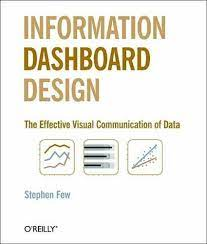 INFORMATION
DASHBOARD
DESIGN
The Effective Visual Communication of Data
Stephen Few
O'REILLY®